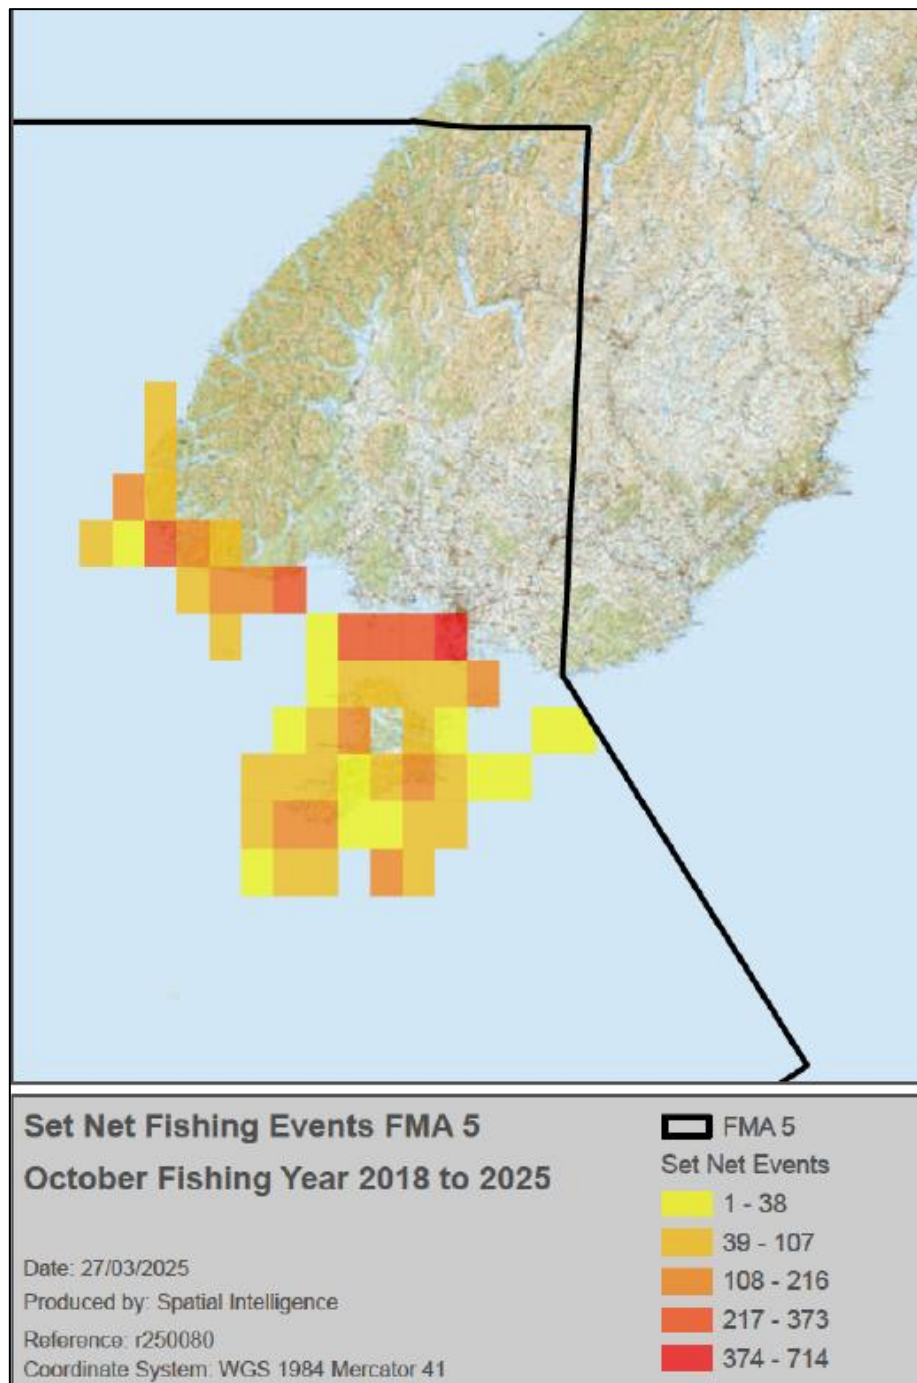 Set Net Fishing Events FMA 5
October Fishing Year 2018 to 2025
Date: 27/03/2025
Produced by: Spatial Intelligence
Reference: r250080
Coordinate System: WGS 1984 Mercator 41
FMA 5
Set Net Events
1 - 38
39 - 107
108 - 216
217 - 373
374 - 714